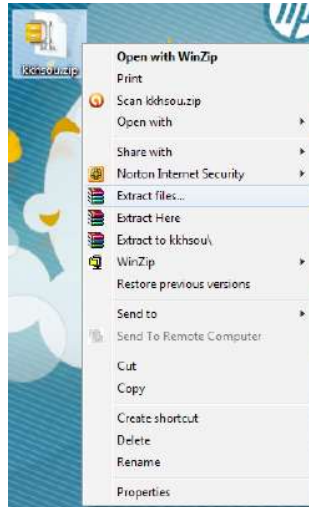 hp
kkhsou.zip
Open with WinZip
Print
Scan kkhsou.zip
Open with
Share with
Norton Internet Security
Extract files...
Extract Here
Extract to kkhsou\
WinZip
Restore previous versions
Send to
Send To Remote Computer
Cut
Copy
Create shortcut
Delete
Rename
Properties